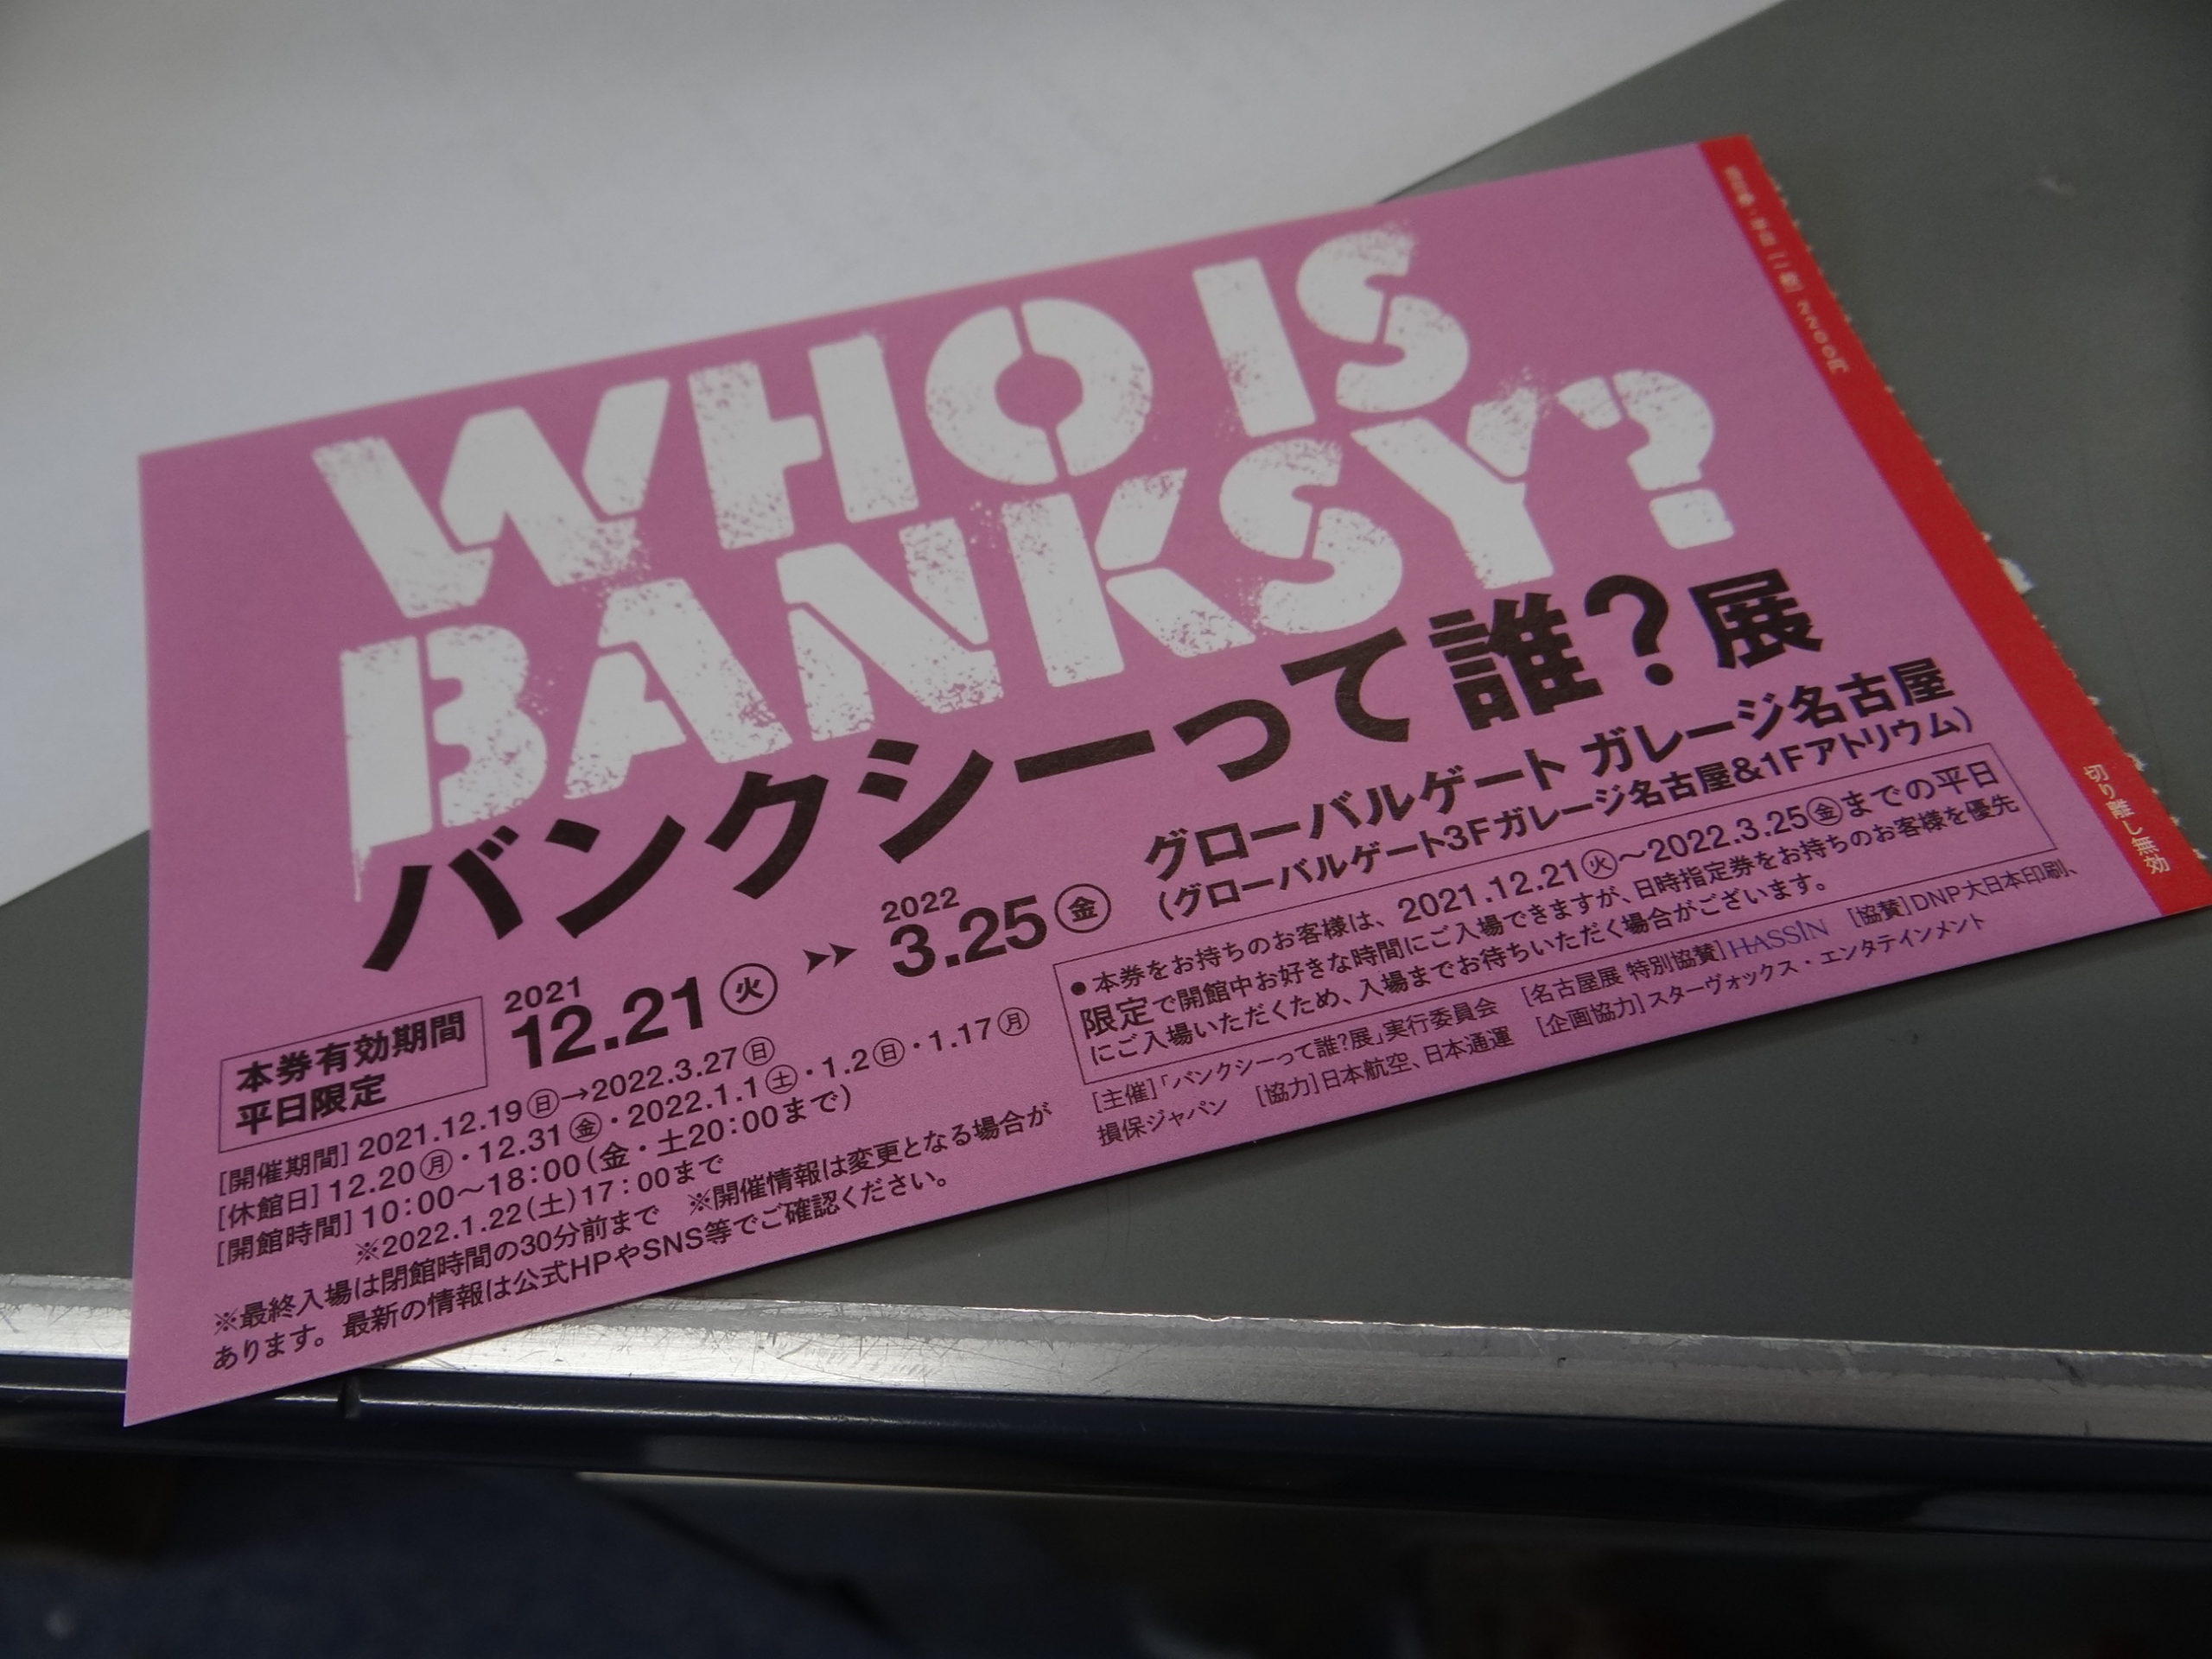 WHO IS
BANKSY?
バンクシーって誰?展
本券有効期間
平日限定
2021
12.21㊋
2022
3.25㊎
グローバルゲート ガレージ名古屋
(グローバルゲート3Fガレージ名古屋&1Fアトリウム)
[開催期間]2021.12.19㊐→2022.3.27㊐
[休館日]12.20㊊・12.31㊎・2022.1.1㊏・1.2㊐・1.17㊊
[開館時間]10:00〜18:00(金・土20:00まで)
※2022.1.22(土)17:00まで
※最終入場は閉館時間の30分前まで ※開催情報は変更となる場合が
あります。最新の情報は公式HPやSNS等でご確認ください。
●本券をお持ちのお客様は、2021.12.21㊋〜2022.3.25㊎までの平日
限定で開館中お好きな時間にご入場できますが、日時指定券をお持ちのお客様を優先
にご入場いただくため、入場までお待ちいただく場合がございます。
[主催]「バンクシーって誰?展」実行委員会 [名古屋展 特別協賛]HASSIN [協賛]DNP大日本印刷、
損保ジャパン [協力]日本航空、日本通運 [企画協力]スターヴォックス・エンタテインメント
2200円
切り離し無効